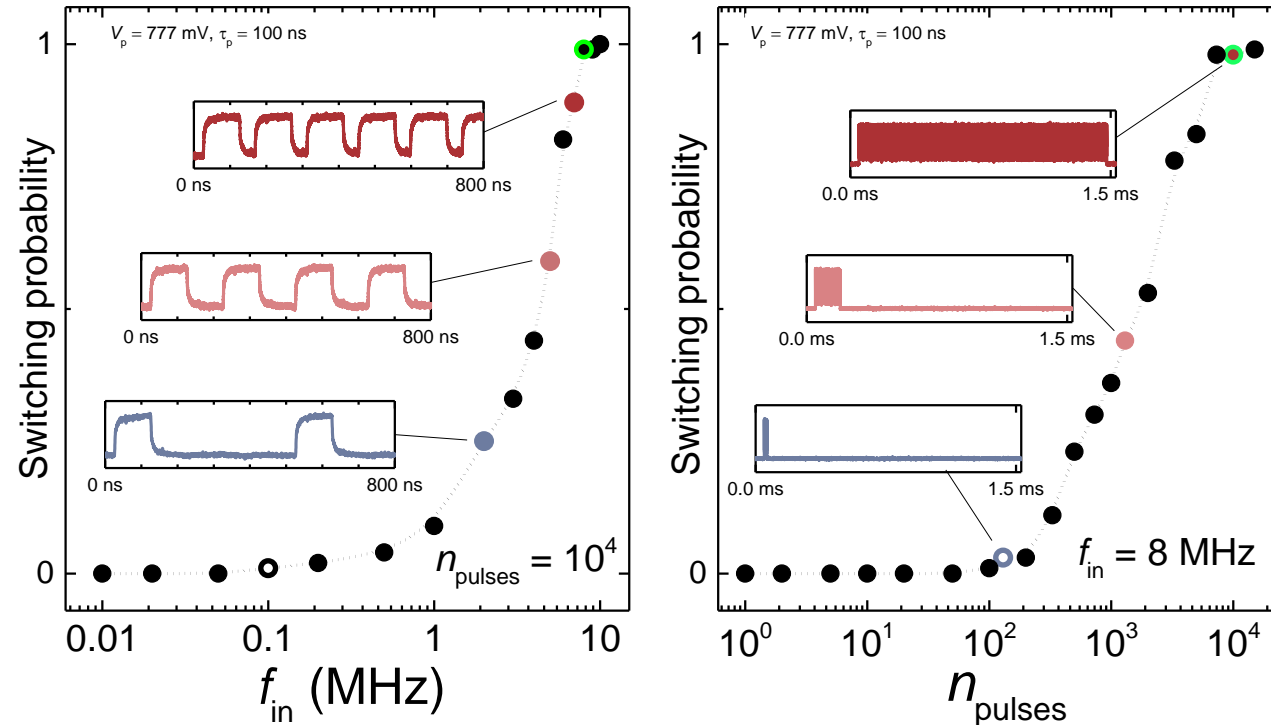 V_p = 777 mV, τ_p = 100 ns
Switching probability
1
0
0 ns
800 ns
0 ns
800 ns
0 ns
800 ns
n_pulses = 10^4
0.01
0.1
1
10
f_in (MHz)
V_p = 777 mV, τ_p = 100 ns
Switching probability
1
0
0.0 ms
1.5 ms
0.0 ms
1.5 ms
0.0 ms
1.5 ms
f_in = 8 MHz
10^0
10^1
10^2
10^3
10^4
n_pulses